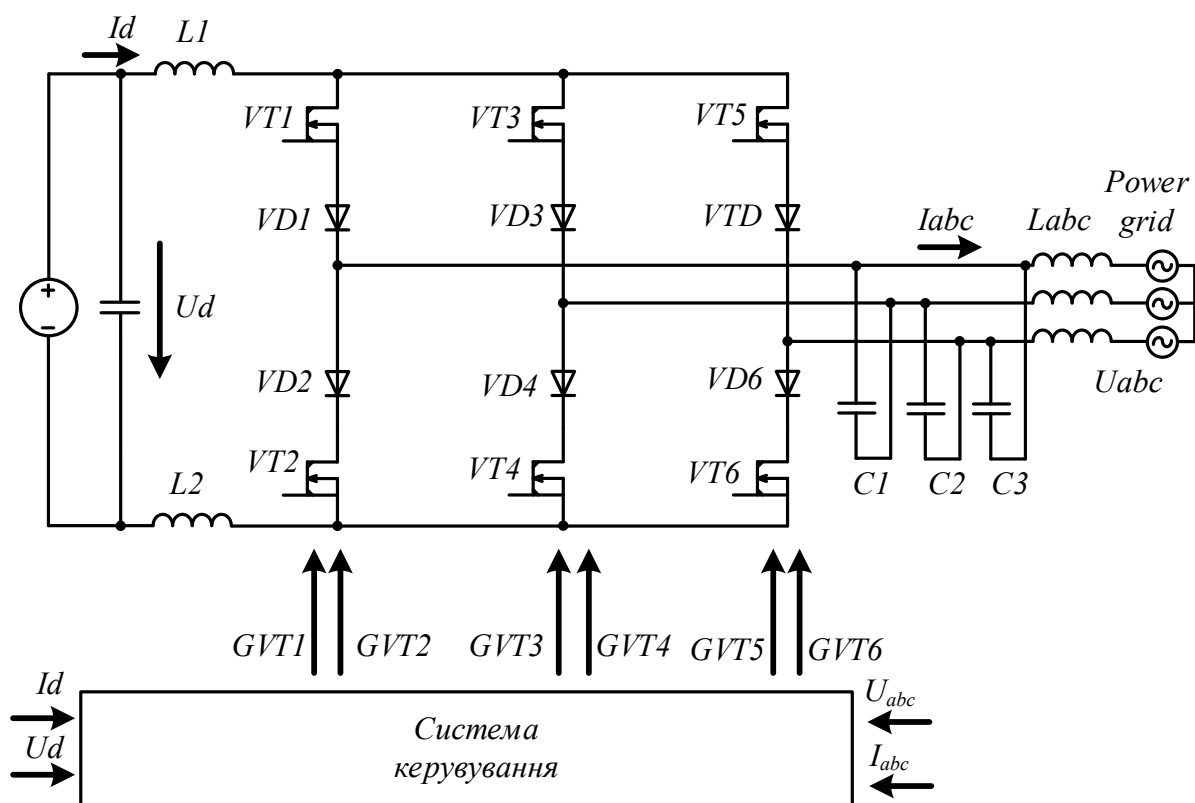 Id
L1
VT1
VT3
VT5
Power
grid
VD1
VD3
VTD
Iabc
Labc
+
−
Ud
VD2
VD4
VD6
Uabc
VT2
VT4
VT6
L2
C1
C2
C3
GVT1
GVT2
GVT3
GVT4
GVT5
GVT6
Id
Uabc
Ud
Iabc
Система
керувування